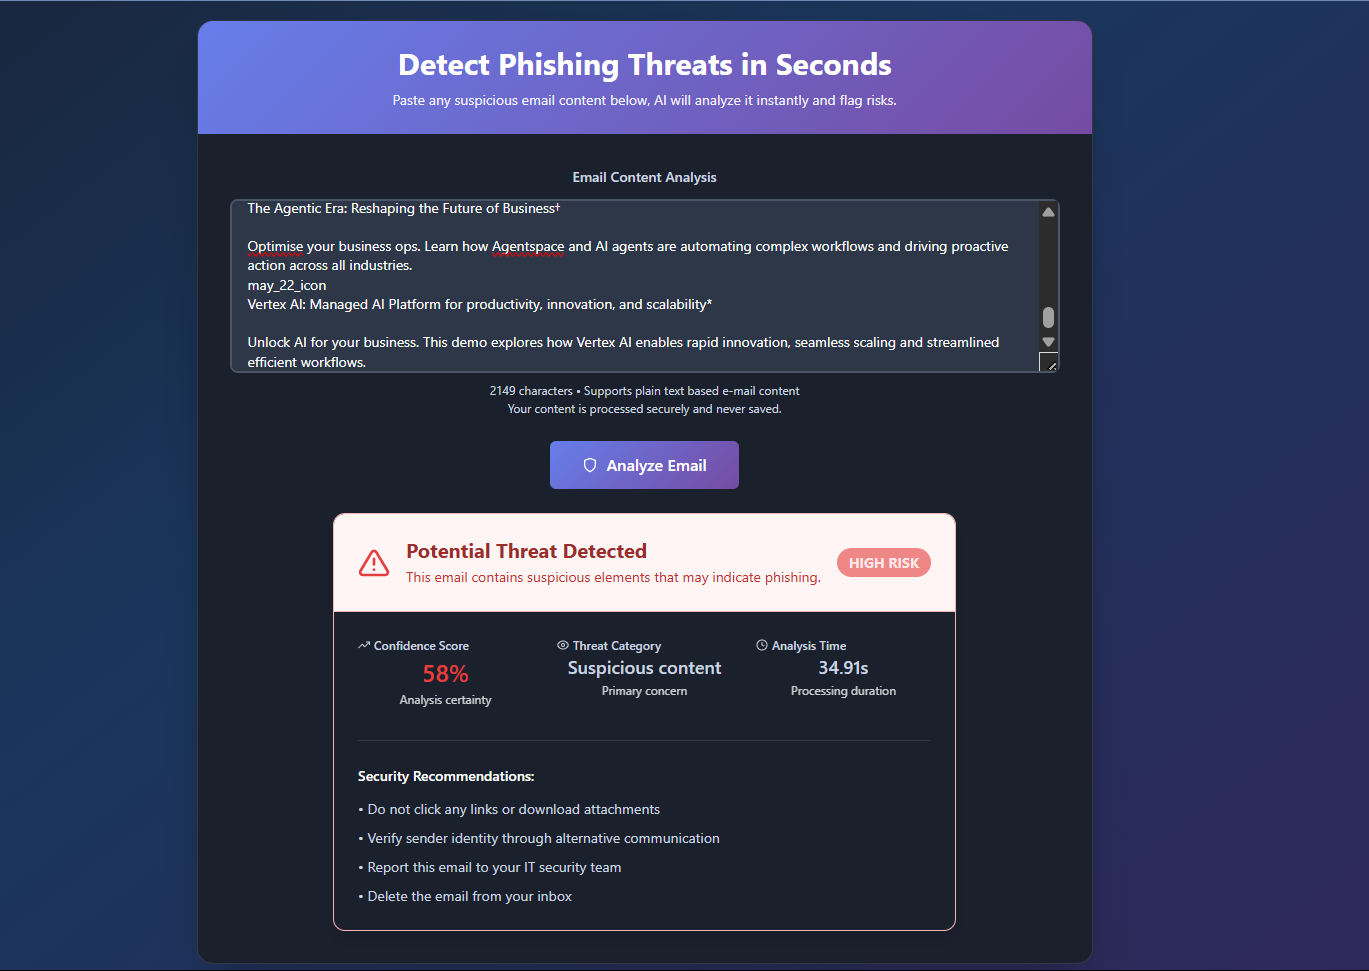 Detect Phishing Threats in Seconds
Paste any suspicious email content below, AI will analyze it instantly and flag risks.
Email Content Analysis
The Agentic Era: Reshaping the Future of Business†
Optimise your business ops. Learn how Agentspace and AI agents are automating complex workflows and driving proactive
action across all industries.
may_22_icon
Vertex AI: Managed AI Platform for productivity, innovation, and scalability*
Unlock AI for your business. This demo explores how Vertex AI enables rapid innovation, seamless scaling and streamlined
efficient workflows.
2149 characters • Supports plain text based e-mail content
Your content is processed securely and never saved.
Analyze Email
Potential Threat Detected
This email contains suspicious elements that may indicate phishing.
HIGH RISK
Confidence Score
58%
Analysis certainty
Threat Category
Suspicious content
Primary concern
Analysis Time
34.91s
Processing duration
Security Recommendations:
• Do not click any links or download attachments
• Verify sender identity through alternative communication
• Report this email to your IT security team
• Delete the email from your inbox